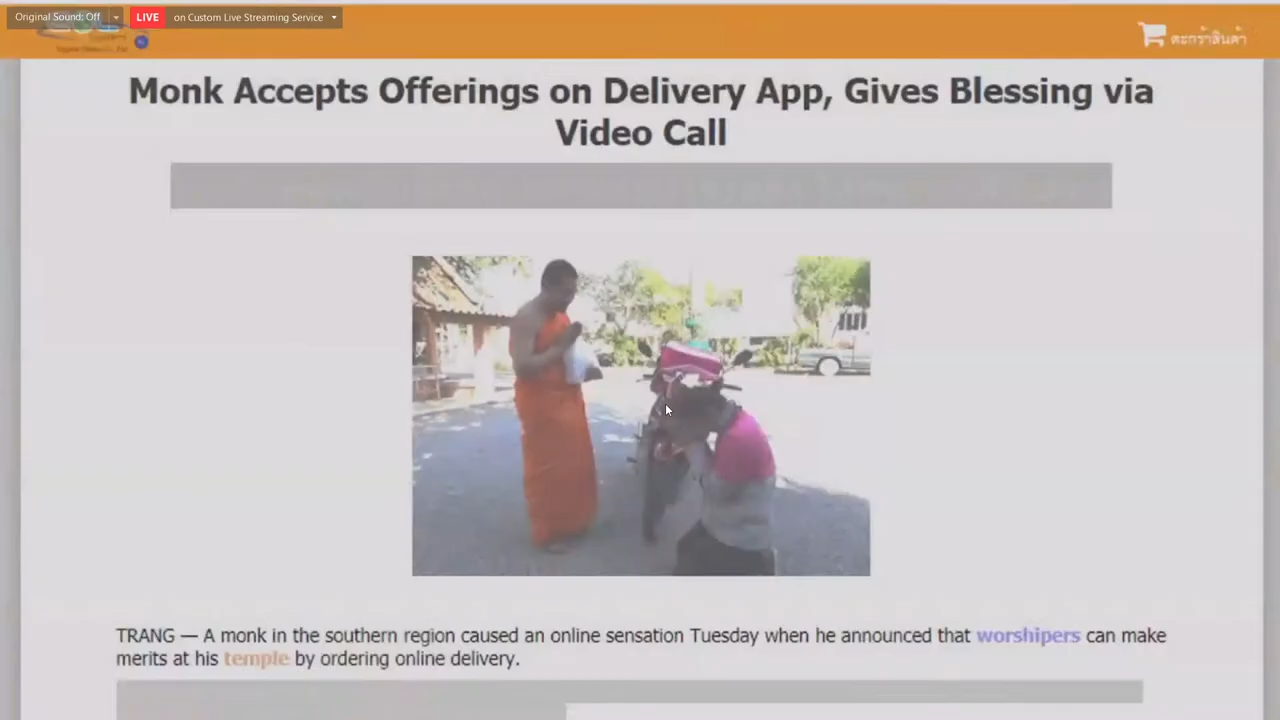 Original Sound: Off
LIVE
on Custom Live Streaming Service
ตะกร้าสินค้า
Monk Accepts Offerings on Delivery App, Gives Blessing via
Video Call
TRANG — A monk in the southern region caused an online sensation Tuesday when he announced that worshipers can make
merits at his temple by ordering online delivery.